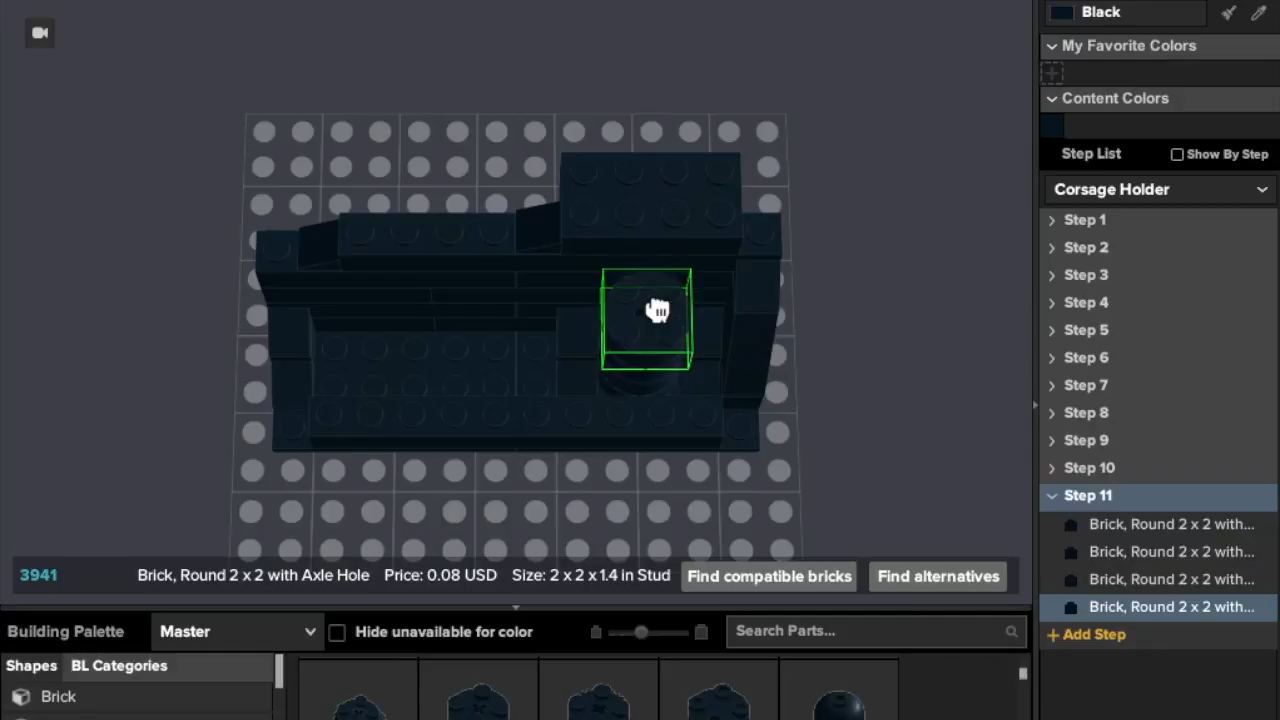 Black
My Favorite Colors
Content Colors
Step List Show By Step
Corsage Holder
Step 1
Step 2
Step 3
Step 4
Step 5
Step 6
Step 7
Step 8
Step 9
Step 10
Step 11
Brick, Round 2 x 2 with...
Brick, Round 2 x 2 with...
Brick, Round 2 x 2 with...
Brick, Round 2 x 2 with...
+ Add Step
3941 Brick, Round 2 x 2 with Axle Hole Price: 0.08 USD Size: 2 x 2 x 1.4 in Stud Find compatible bricks Find alternatives
Building Palette Master Hide unavailable for color Search Parts...
Shapes BL Categories
Brick